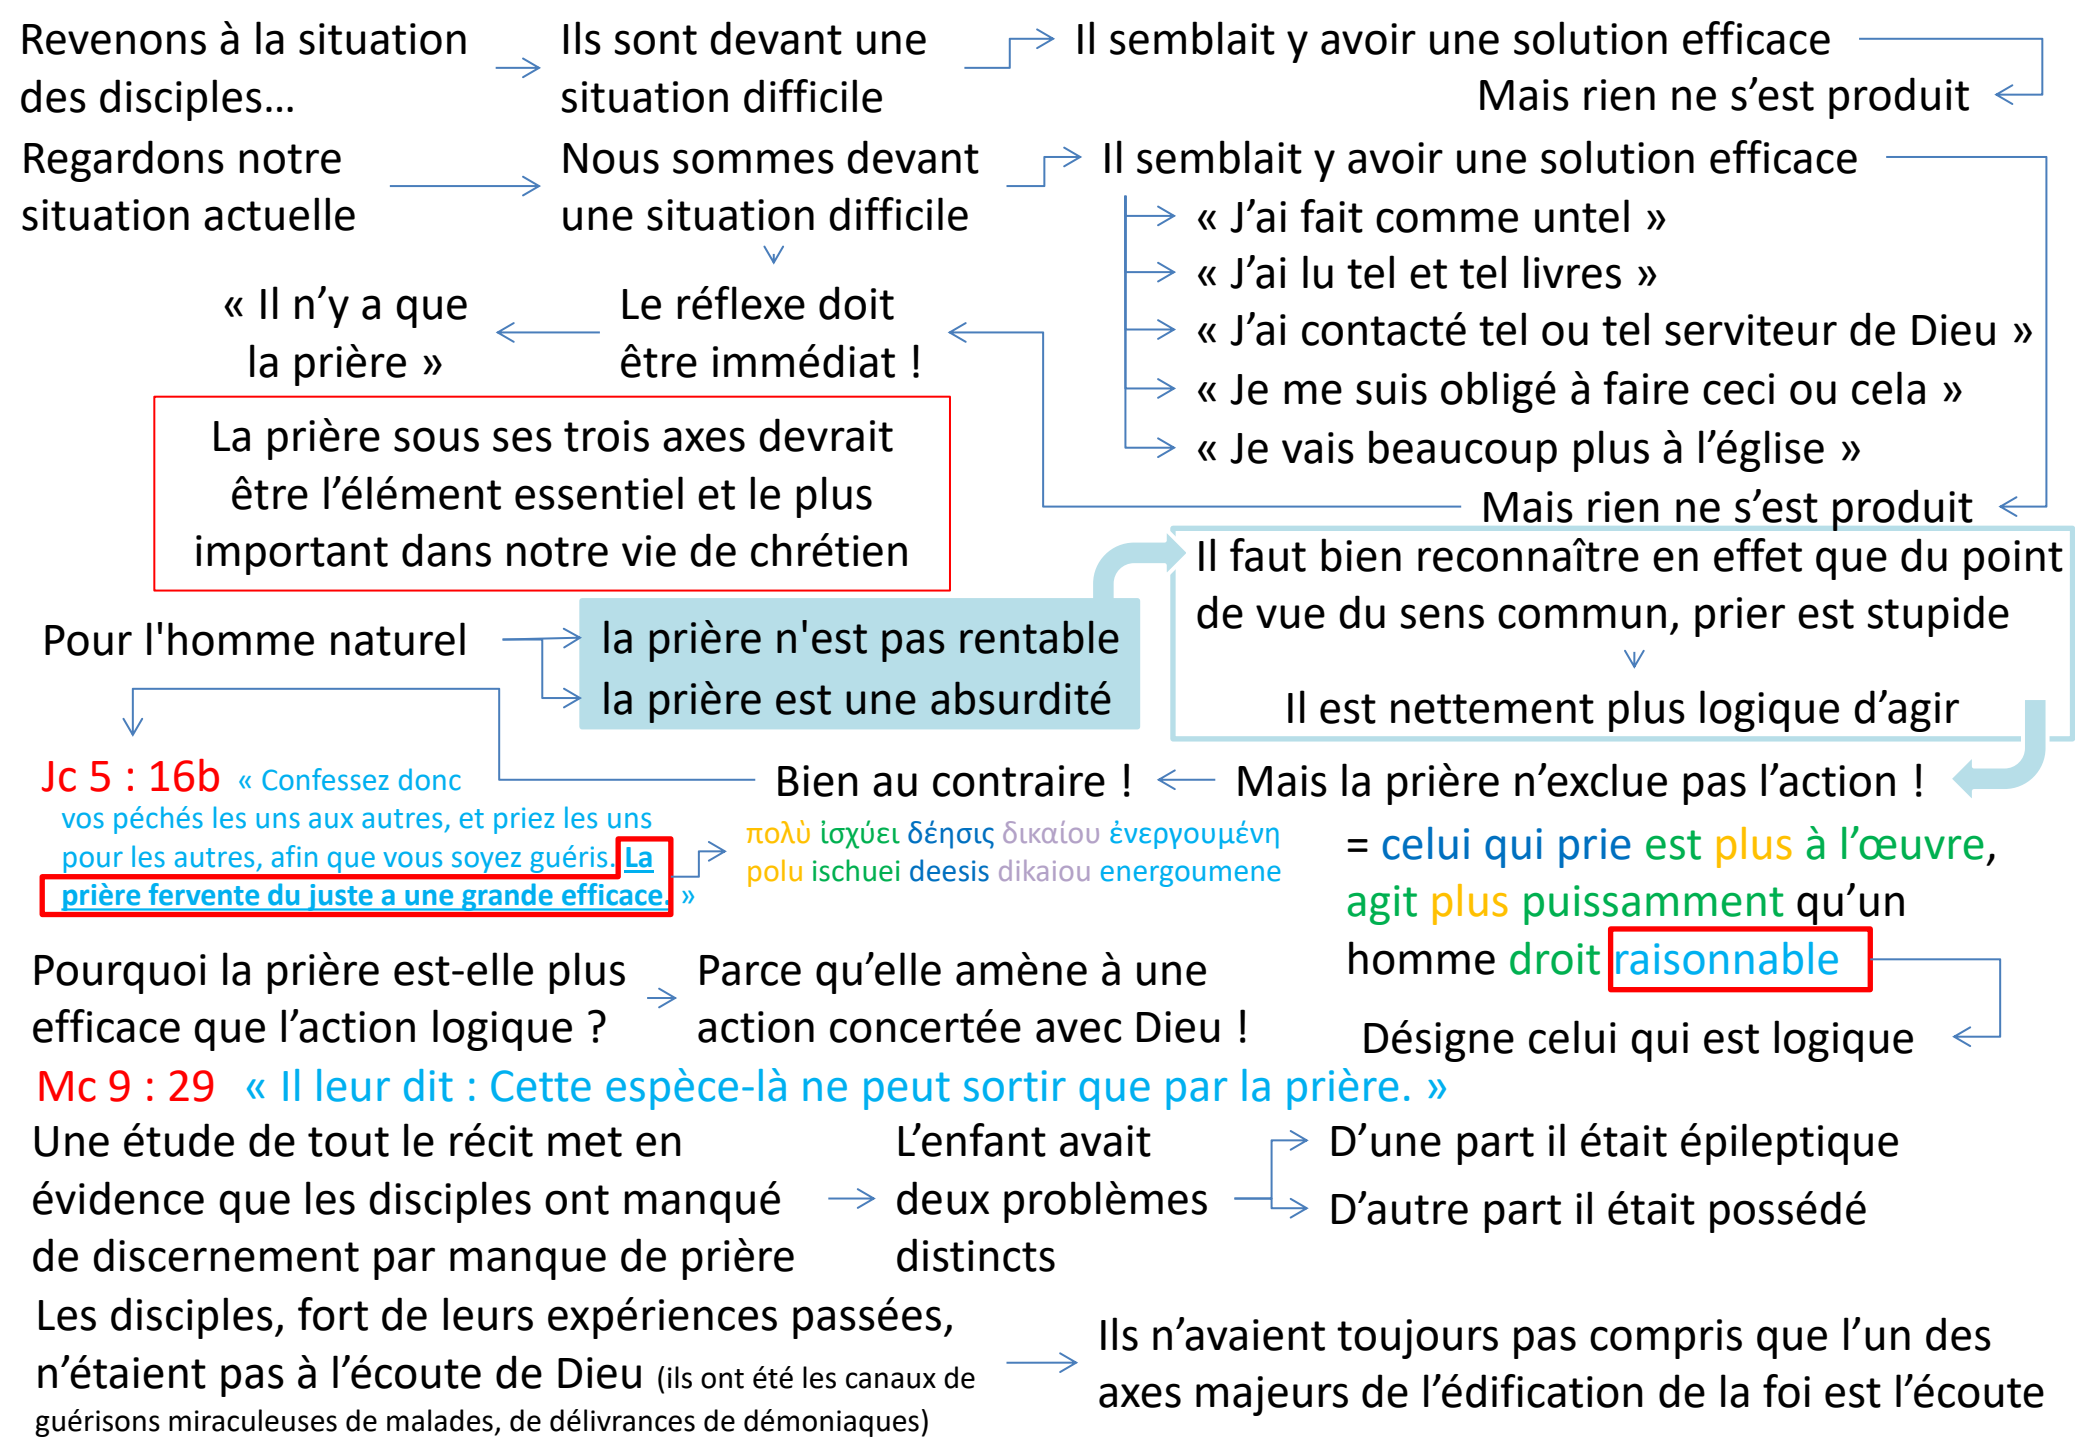 Revenons à la situation
des disciples...
Ils sont devant une
situation difficile
Il semblait y avoir une solution efficace
Mais rien ne s’est produit
Regardons notre
situation actuelle
Nous sommes devant
une situation difficile
Il semblait y avoir une solution efficace
« J’ai fait comme untel »
« J’ai lu tel et tel livres »
« J’ai contacté tel ou tel serviteur de Dieu »
« Je me suis obligé à faire ceci ou cela »
« Je vais beaucoup plus à l’église »
Mais rien ne s’est produit
Le réflexe doit
être immédiat !
« Il n’y a que
la prière »
La prière sous ses trois axes devrait
être l’élément essentiel et le plus
important dans notre vie de chrétien
Pour l'homme naturel
la prière n'est pas rentable
la prière est une absurdité
Il faut bien reconnaître en effet que du point
de vue du sens commun, prier est stupide
Il est nettement plus logique d’agir
Mais la prière n’exclue pas l’action !
Bien au contraire !
Jc 5 : 16b « Confessez donc
vos péchés les uns aux autres, et priez les uns
pour les autres, afin que vous soyez guéris. La
prière fervente du juste a une grande efficace. »
πολὺ ἰσχύει δέησις δικαίου ἐνεργουμένη
polu ischuei deesis dikaiou energoumene
= celui qui prie est plus à l’œuvre,
agit plus puissamment qu’un
homme droit raisonnable
Désigne celui qui est logique
Pourquoi la prière est-elle plus
efficace que l’action logique ?
Parce qu’elle amène à une
action concertée avec Dieu !
Mc 9 : 29 « Il leur dit : Cette espèce-là ne peut sortir que par la prière. »
Une étude de tout le récit met en
évidence que les disciples ont manqué
de discernement par manque de prière
L’enfant avait
deux problèmes
distincts
D’une part il était épileptique
D’autre part il était possédé
Les disciples, fort de leurs expériences passées,
n’étaient pas à l’écoute de Dieu (ils ont été les canaux de
guérisons miraculeuses de malades, de délivrances de démoniaques)
Ils n’avaient toujours pas compris que l’un des
axes majeurs de l’édification de la foi est l’écoute